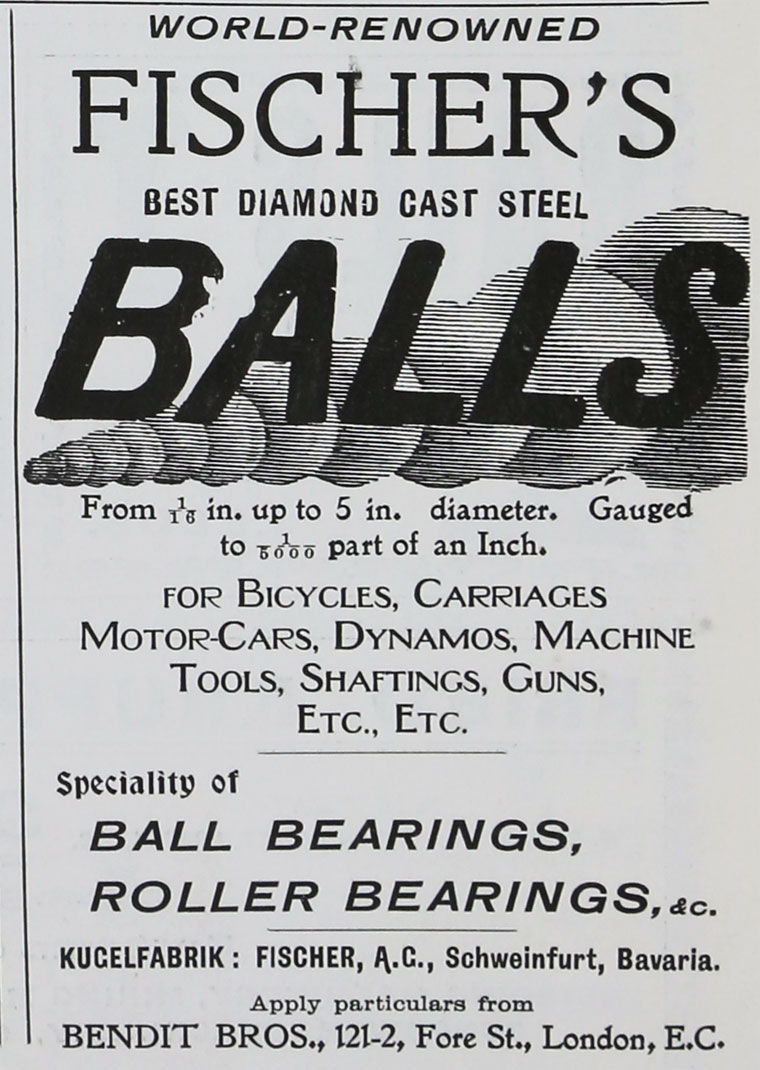 WORLD-RENOWNED
FISCHER'S
BEST DIAMOND CAST STEEL
BALLS
From 1/16 in. up to 5 in. diameter. Gauged
to 1/5000 part of an Inch.
FOR BICYCLES, CARRIAGES
MOTOR-CARS, DYNAMOS, MACHINE
TOOLS, SHAFTINGS, GUNS,
ETC., ETC.
Speciality of
BALL BEARINGS,
ROLLER BEARINGS, &c.
KUGELFABRIK: FISCHER, A.G., Schweinfurt, Bavaria.
Apply particulars from
BENDIT BROS., 121-2, Fore St., London, E.C.